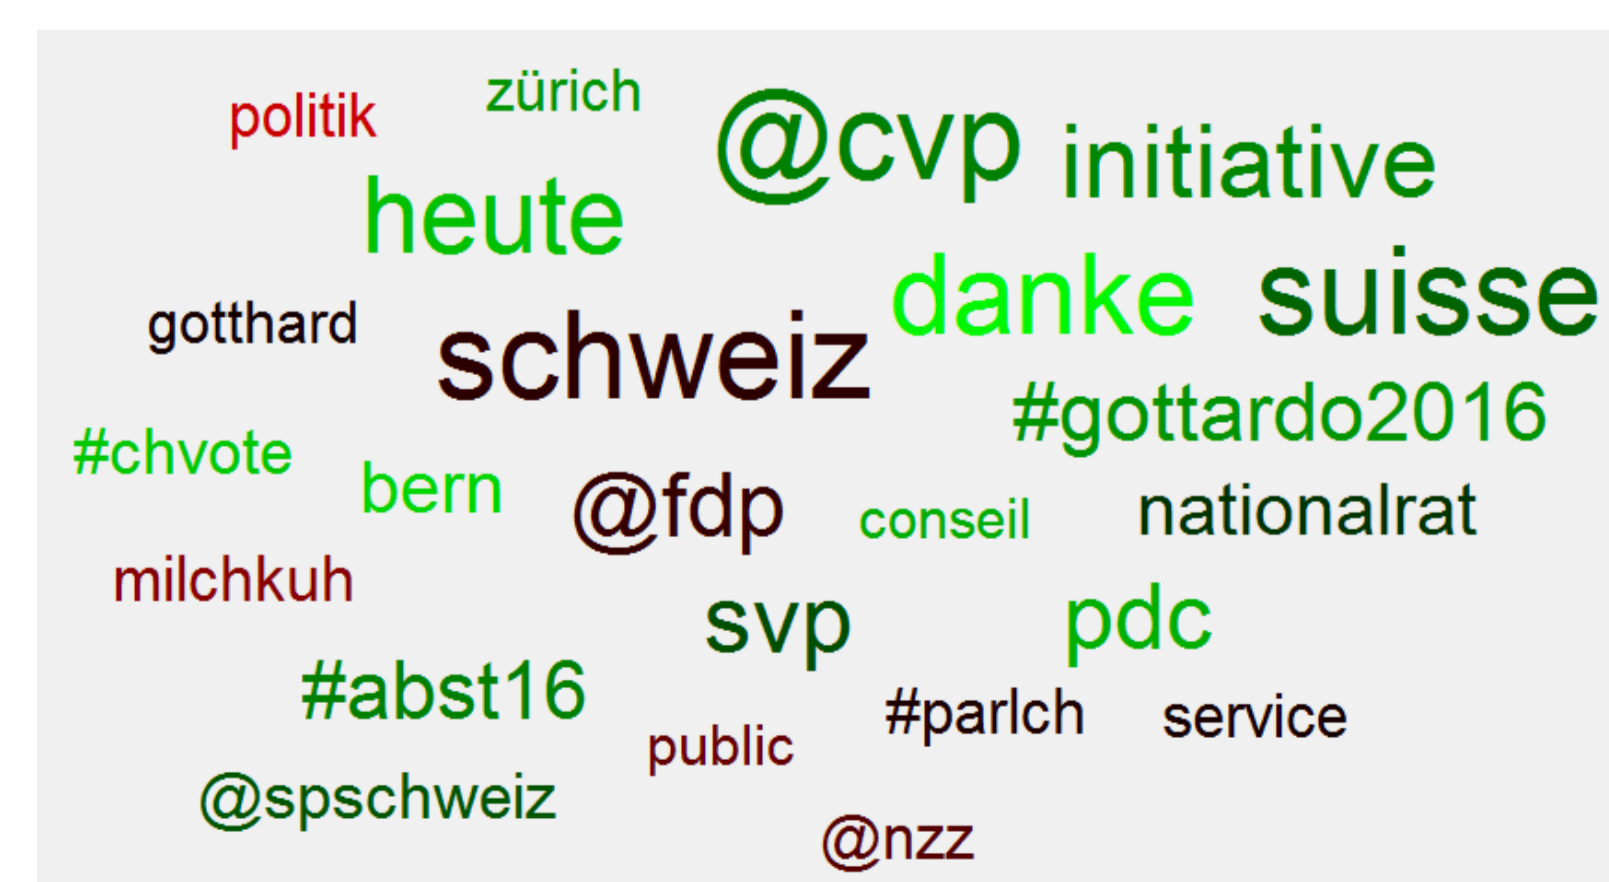 politik
zürich
@cvp
initiative
heute
danke
suisse
gotthard
schweiz
#gottardo2016
#chvote
bern
@fdp
conseil
nationalrat
milchkuh
svp
pdc
#abst16
public
#parlch
service
@spschweiz
@nzz